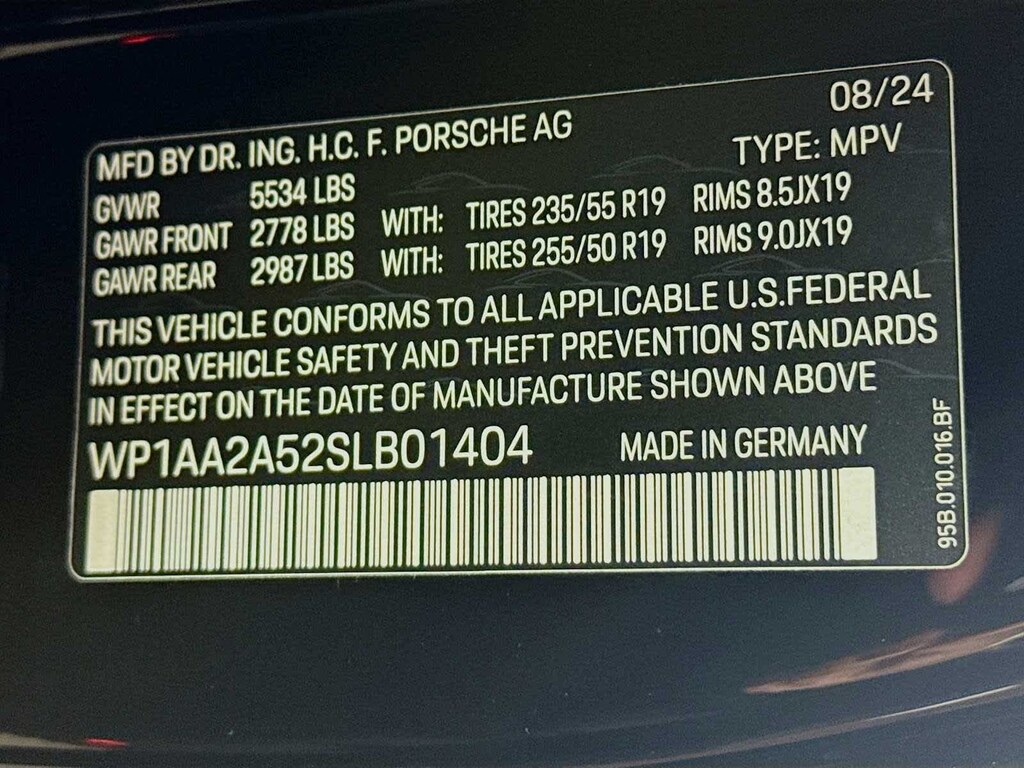 08/24
MFD BY DR. ING. H.C. F. PORSCHE AG
TYPE: MPV
GVWR 5534 LBS
GAWR FRONT 2778 LBS WITH: TIRES 235/55 R19 RIMS 8.5JX19
GAWR REAR 2987 LBS WITH: TIRES 255/50 R19 RIMS 9.0JX19
THIS VEHICLE CONFORMS TO ALL APPLICABLE U.S.FEDERAL
MOTOR VEHICLE SAFETY AND THEFT PREVENTION STANDARDS
IN EFFECT ON THE DATE OF MANUFACTURE SHOWN ABOVE
WP1AA2A52SLB01404 MADE IN GERMANY
95B.010.016.BF